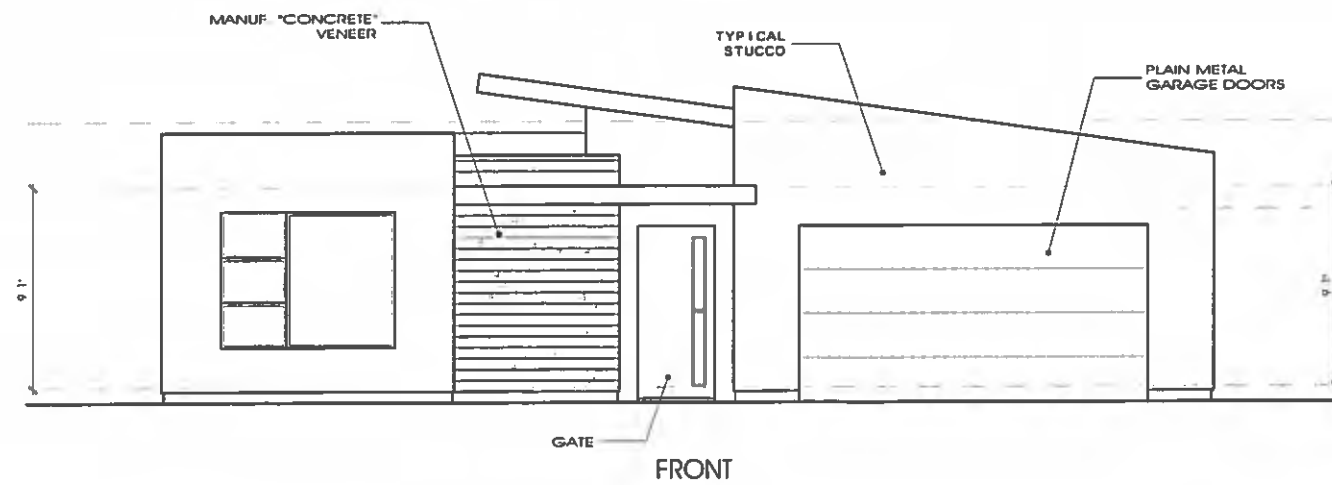 MANUF. "CONCRETE"
VENEER
TYPICAL
STUCCO
PLAIN METAL
GARAGE DOORS
GATE
FRONT